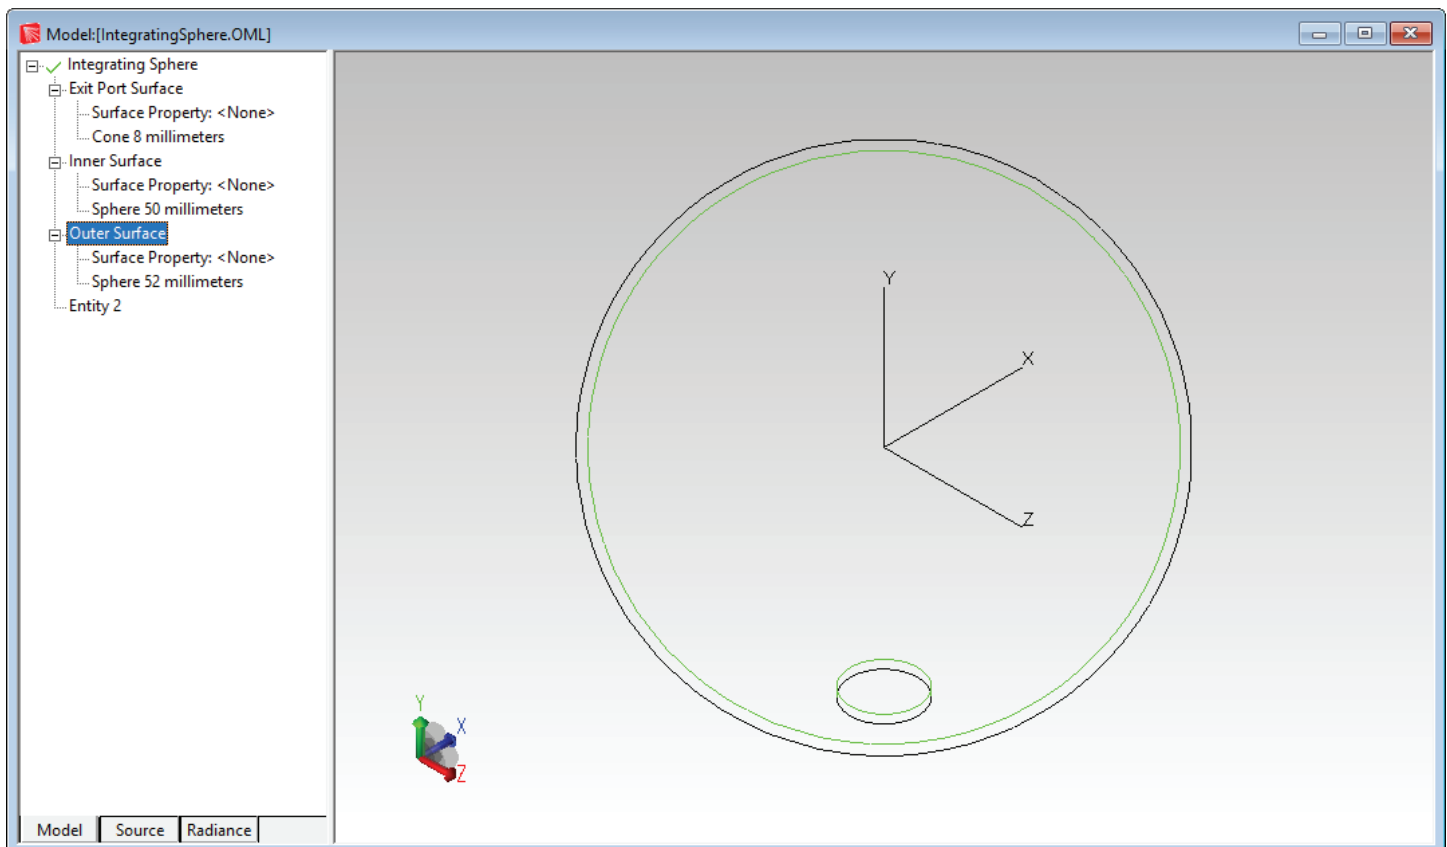 Model:[IntegratingSphere.OML]
Integrating Sphere
Exit Port Surface
Surface Property: <None>
Cone 8 millimeters
Inner Surface
Surface Property: <None>
Sphere 50 millimeters
Outer Surface
Surface Property: <None>
Sphere 52 millimeters
Entity 2
Y
X
Z
Y
X
Z
Model Source Radiance